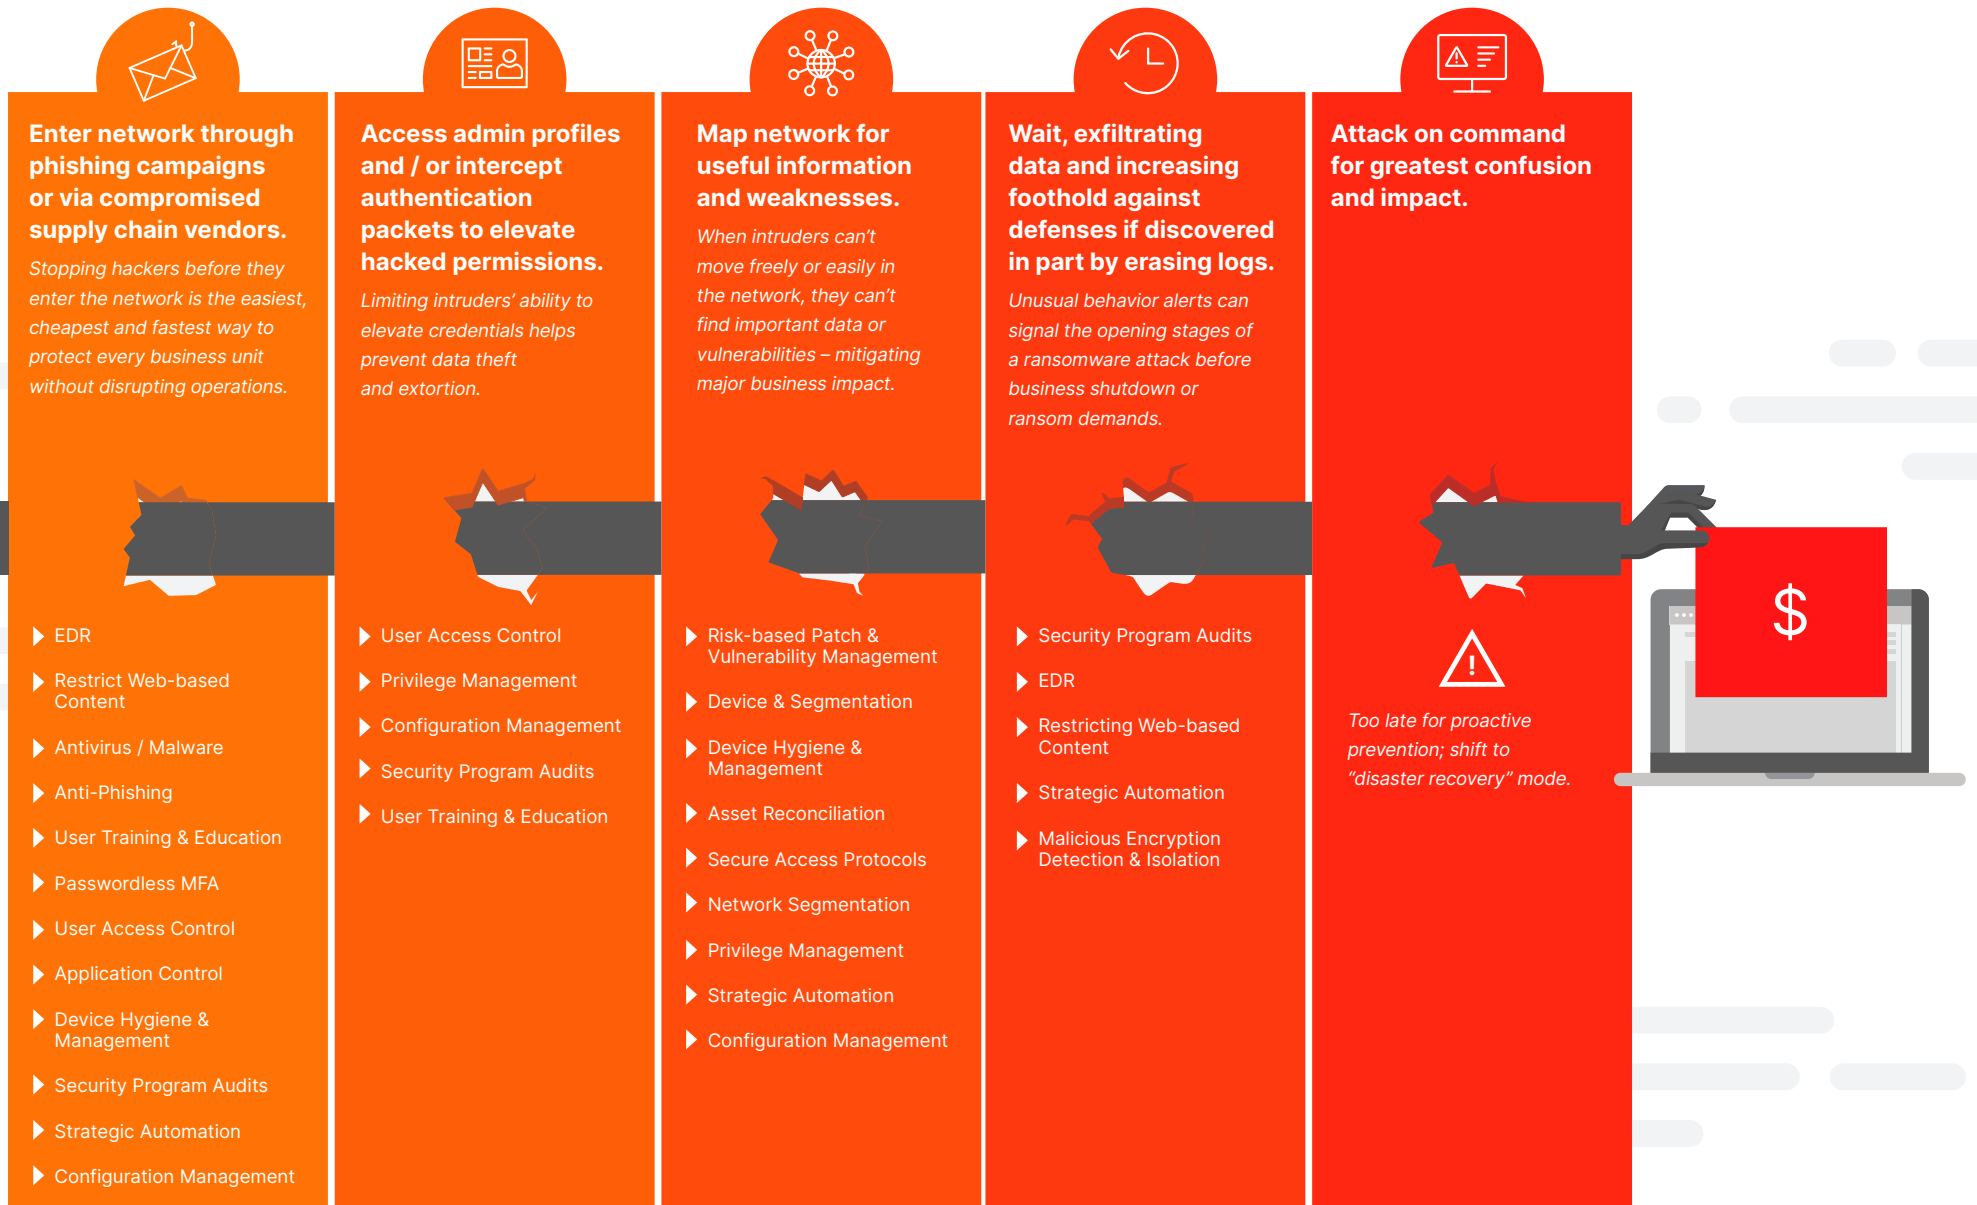 Enter network through
phishing campaigns
or via compromised
supply chain vendors.
Stopping hackers before they
enter the network is the easiest,
cheapest and fastest way to
protect every business unit
without disrupting operations.
EDR
Restrict Web-based
Content
Antivirus / Malware
Anti-Phishing
User Training & Education
Passwordless MFA
User Access Control
Application Control
Device Hygiene &
Management
Security Program Audits
Strategic Automation
Configuration Management
Access admin profiles
and / or intercept
authentication
packets to elevate
hacked permissions.
Limiting intruders’ ability to
elevate credentials helps
prevent data theft
and extortion.
User Access Control
Privilege Management
Configuration Management
Security Program Audits
User Training & Education
Map network for
useful information
and weaknesses.
When intruders can’t
move freely or easily in
the network, they can’t
find important data or
vulnerabilities – mitigating
major business impact.
Risk-based Patch &
Vulnerability Management
Device & Segmentation
Device Hygiene &
Management
Asset Reconciliation
Secure Access Protocols
Network Segmentation
Privilege Management
Strategic Automation
Configuration Management
Wait, exfiltrating
data and increasing
foothold against
defenses if discovered
in part by erasing logs.
Unusual behavior alerts can
signal the opening stages of
a ransomware attack before
business shutdown or
ransom demands.
Security Program Audits
EDR
Restricting Web-based
Content
Strategic Automation
Malicious Encryption
Detection & Isolation
Attack on command
for greatest confusion
and impact.
!
Too late for proactive
prevention; shift to
“disaster recovery” mode.
$